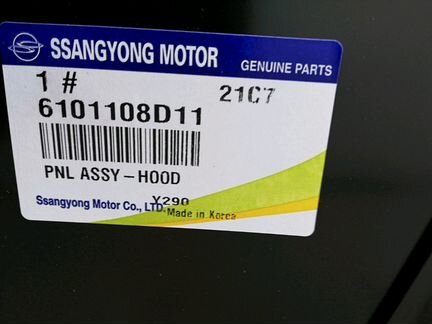 SSANGYONG MOTOR GENUINE PARTS
1 # 21C7
6101108D11
PNL ASSY-HOOD
Y290
Ssangyong Motor Co., LTD. Made in Korea